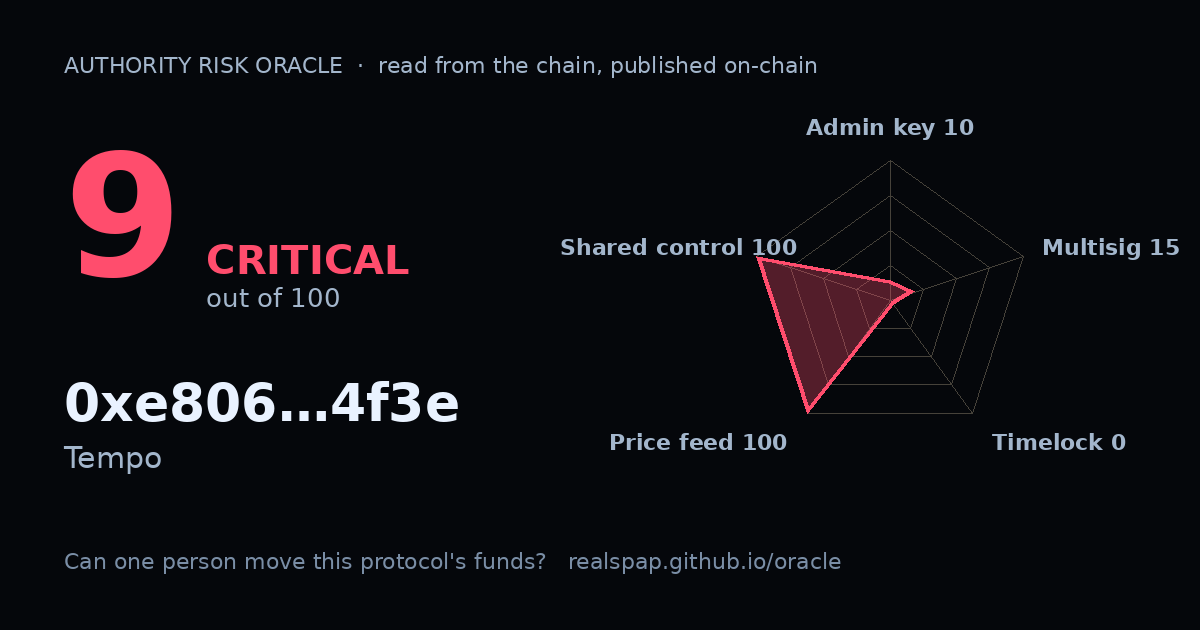 AUTHORITY RISK ORACLE · read from the chain, published on-chain
9
CRITICAL
out of 100
0xe806...4f3e
Tempo
Admin key 10
Shared control 100
Multisig 15
Price feed 100
Timelock 0
Can one person move this protocol's funds? realspap.github.io/oracle